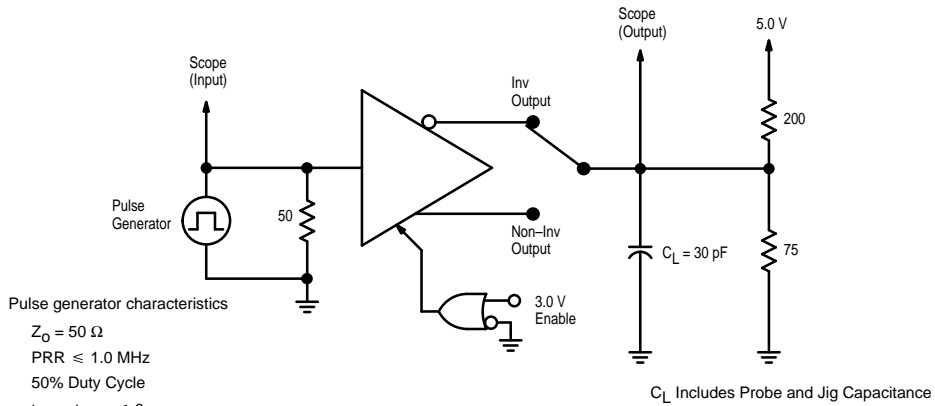 Scope
(Output)
5.0 V
Scope
(Input)
Inv
Output
200
Pulse
Generator
50
Non–Inv
Output
C_L = 30 pF
75
3.0 V
Enable
Pulse generator characteristics
Z_o = 50 Ω
PRR ≤ 1.0 MHz
50% Duty Cycle
C_L Includes Probe and Jig Capacitance